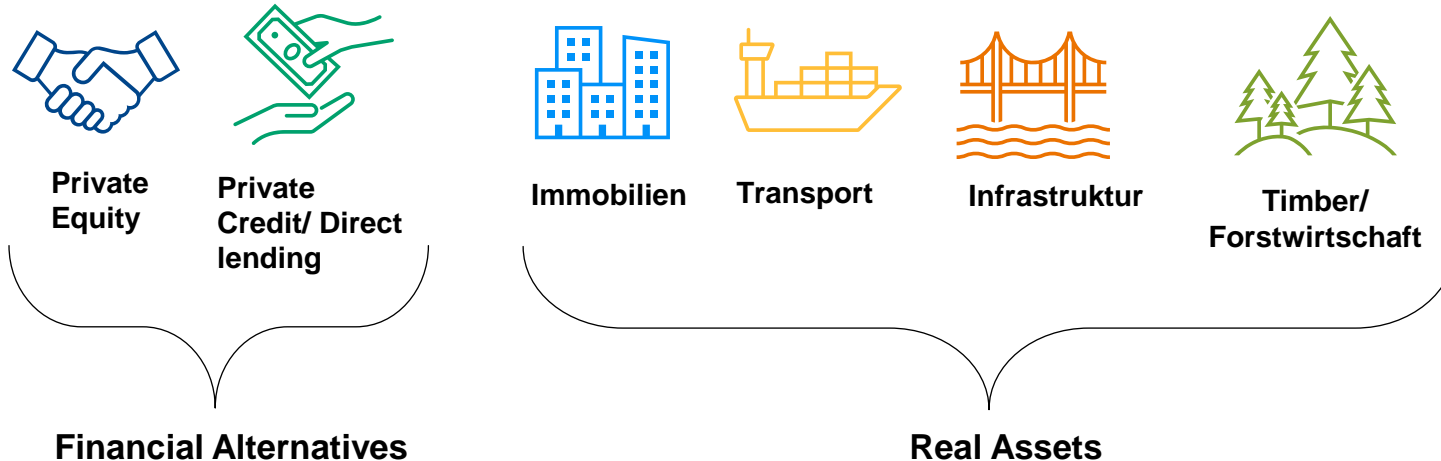 Private
Equity
Private
Credit/ Direct
lending
Immobilien
Transport
Infrastruktur
Timber/
Forstwirtschaft
Financial Alternatives
Real Assets